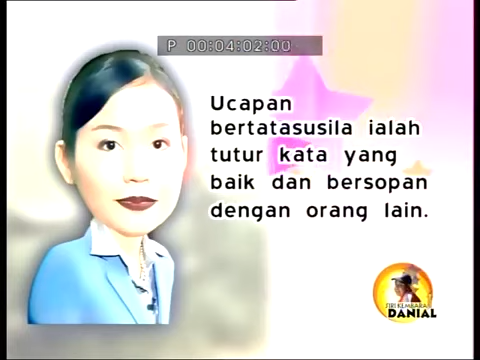 P 00:04:02:00
Ucapan
bertatasusila ialah
tutur kata yang
baik dan bersopan
dengan orang lain.
SIRI KEMBARA
DANIAL